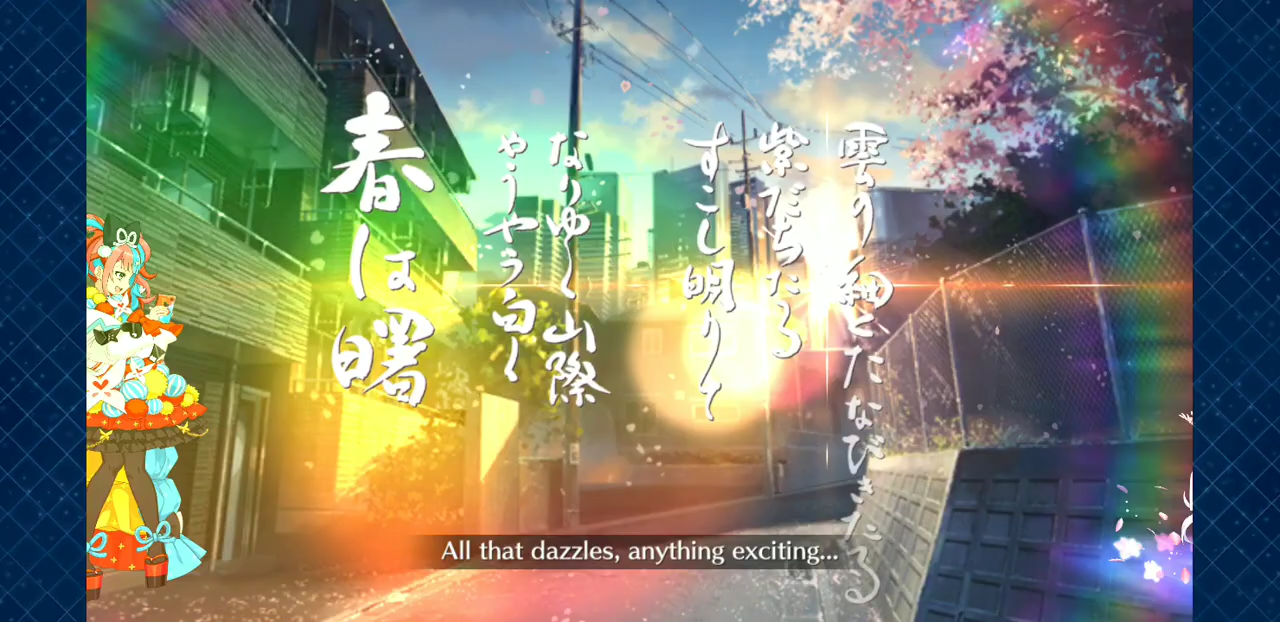 春は曙
やうやう白く
なりゆく山際
すこし明りて
紫だちたる
雲の細くたなびきたる
All that dazzles, anything exciting...